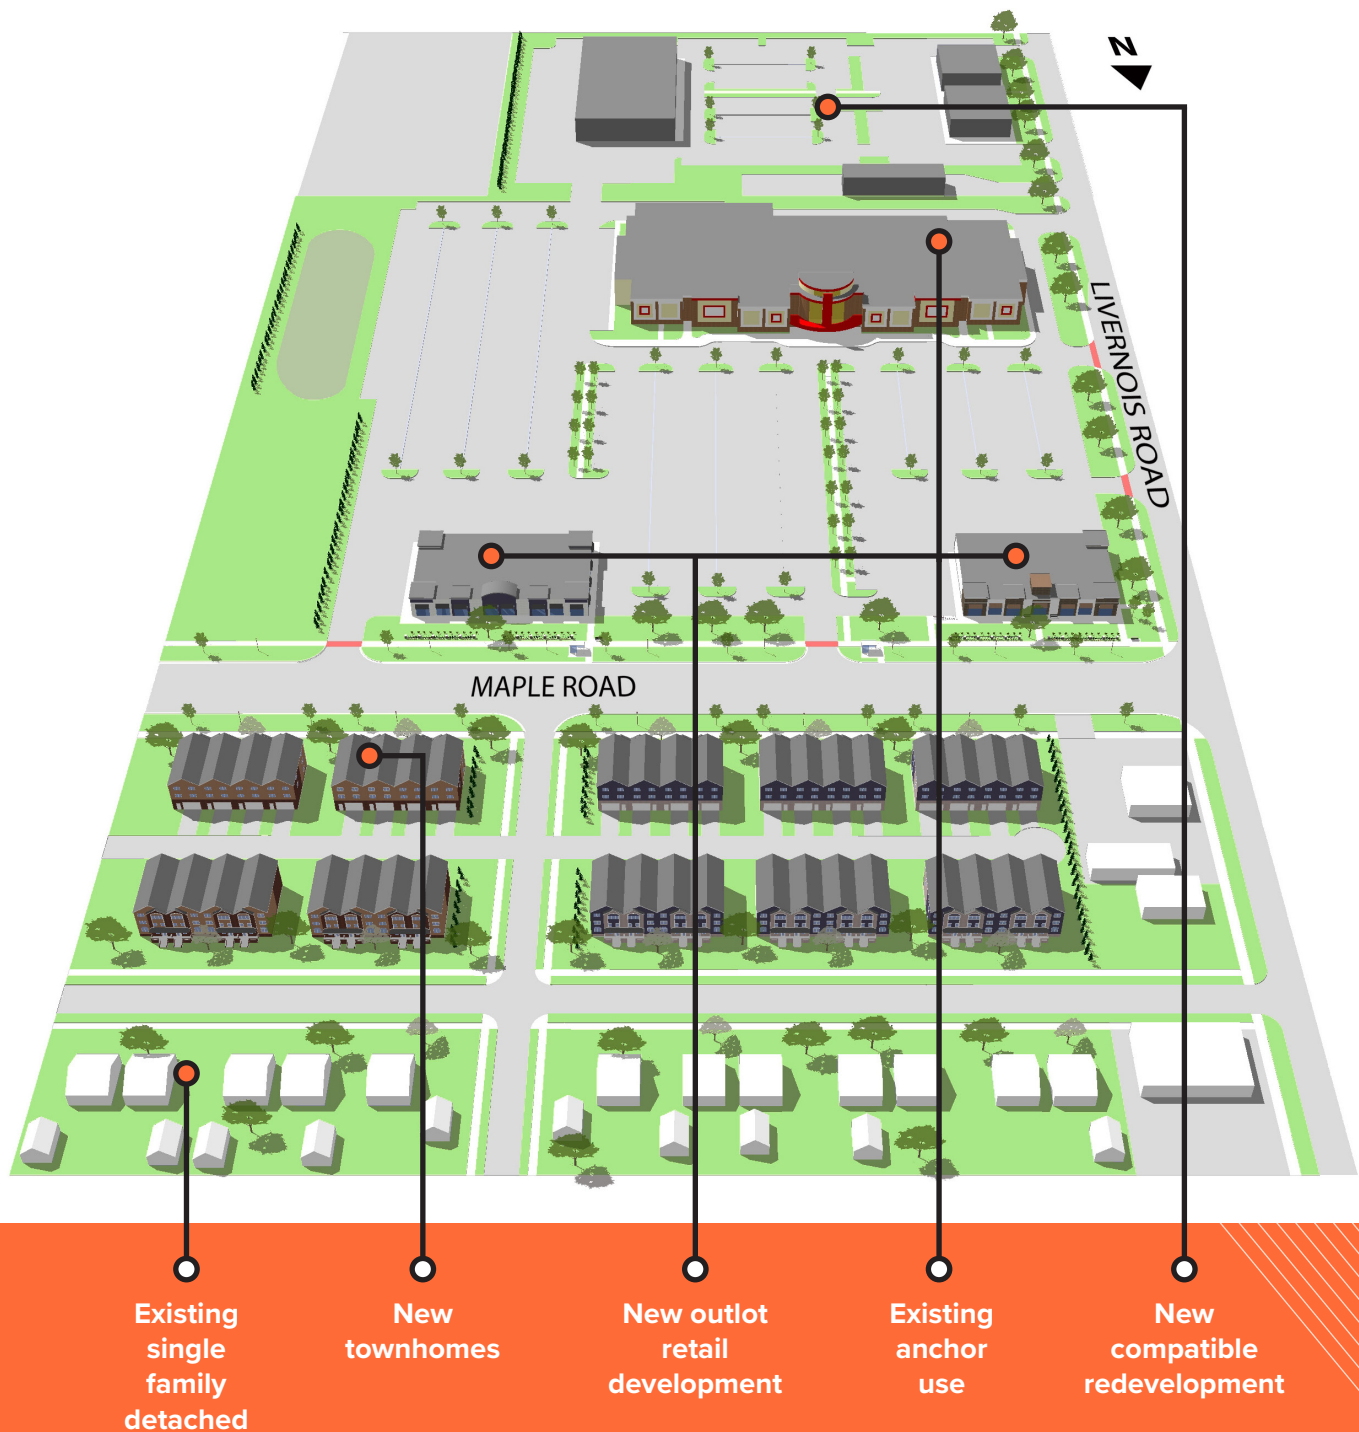 N
LIVERNOIS ROAD
MAPLE ROAD
Existing
single
family
detached
New
townhomes
New outlot
retail
development
Existing
anchor
use
New
compatible
redevelopment